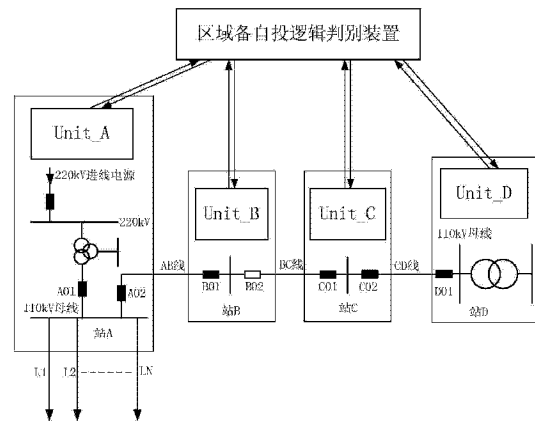 区域备自投逻辑判别装置
Unit_A
220kV进线电源
220kV
A01
A02
110kV母线
站A
L1
L2
LN
AB线
Unit_B
B01
B02
站B
BC线
Unit_C
C01
C02
站C
CD线
Unit_D
110kV母线
D01
站D